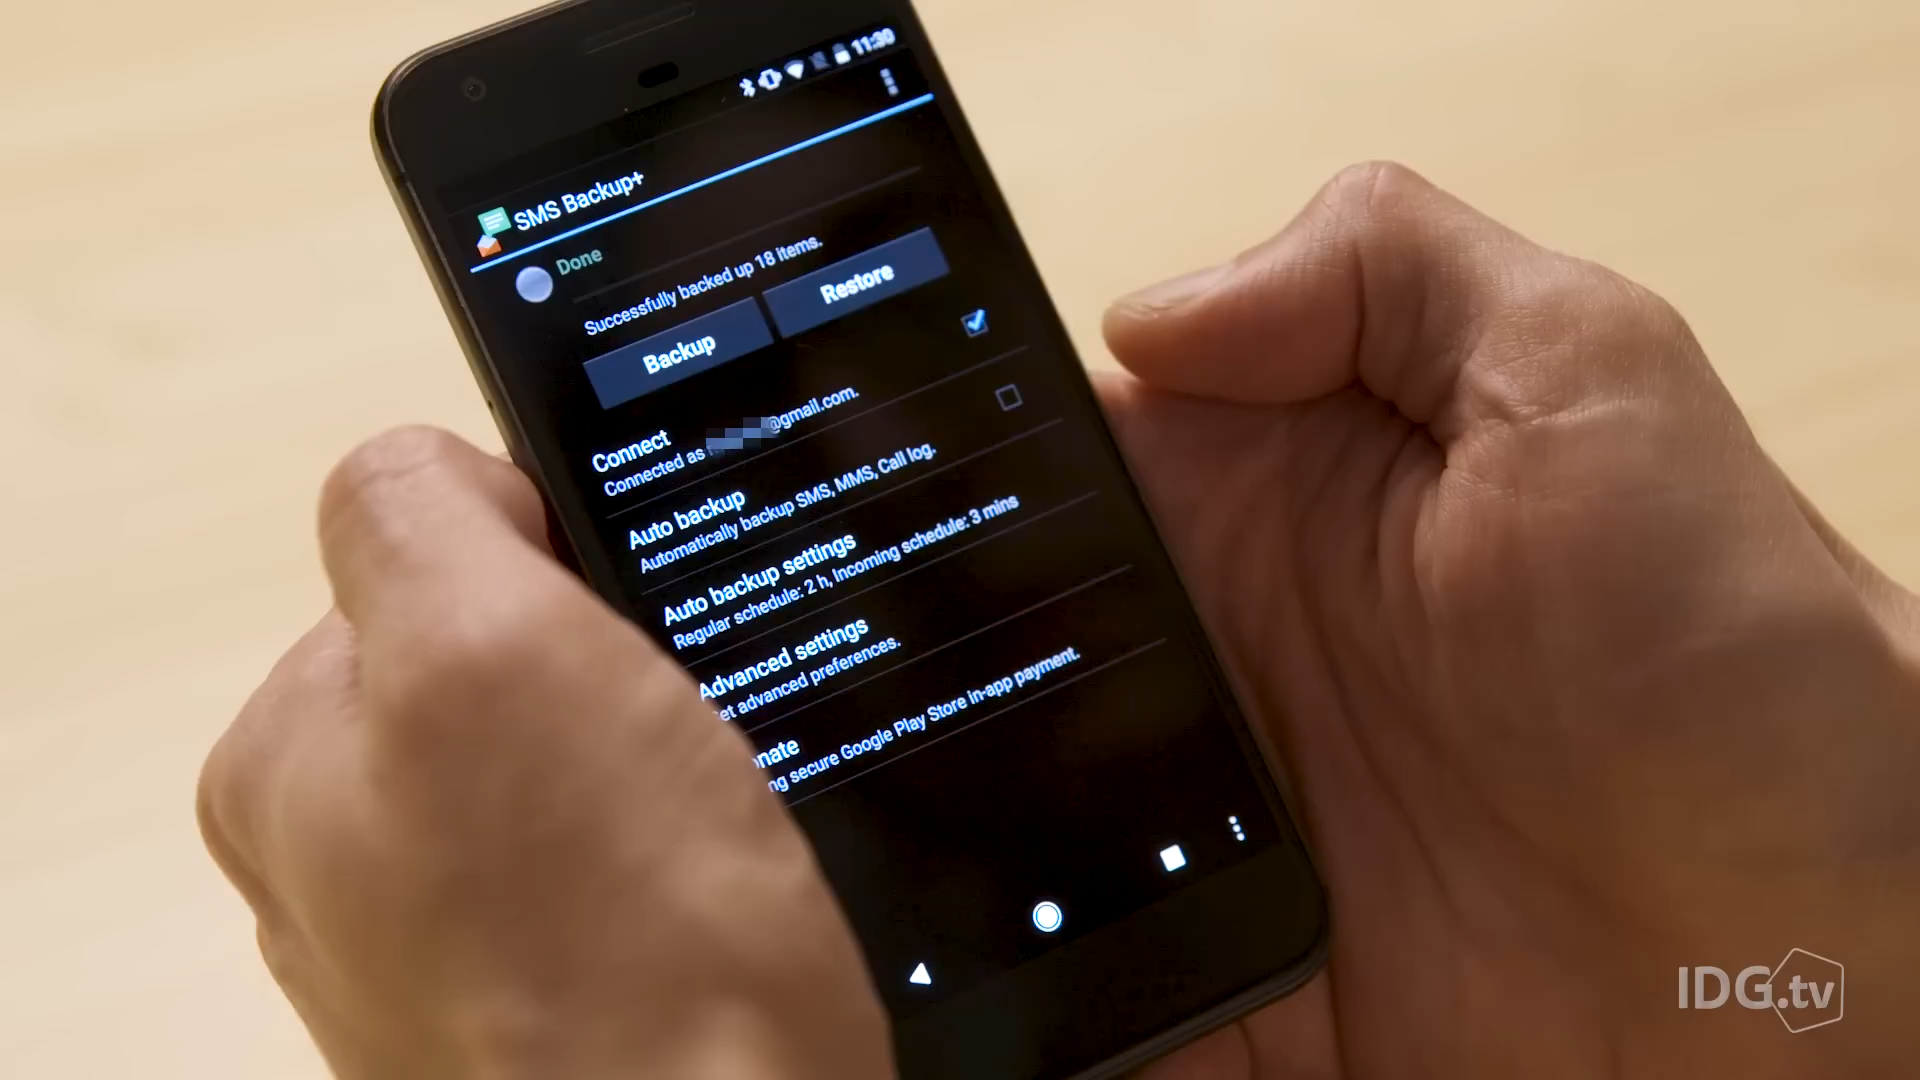 11:30
SMS Backup+
Done
Successfully backed up 18 items.
Backup
Restore
Connect
Connected as @gmail.com.
Auto backup
Automatically backup SMS, MMS, Call log.
Auto backup settings
Regular schedule: 2 h, Incoming schedule: 3 mins
Advanced settings
et advanced preferences.
onate
ng secure Google Play Store in-app payment.
IDG.tv